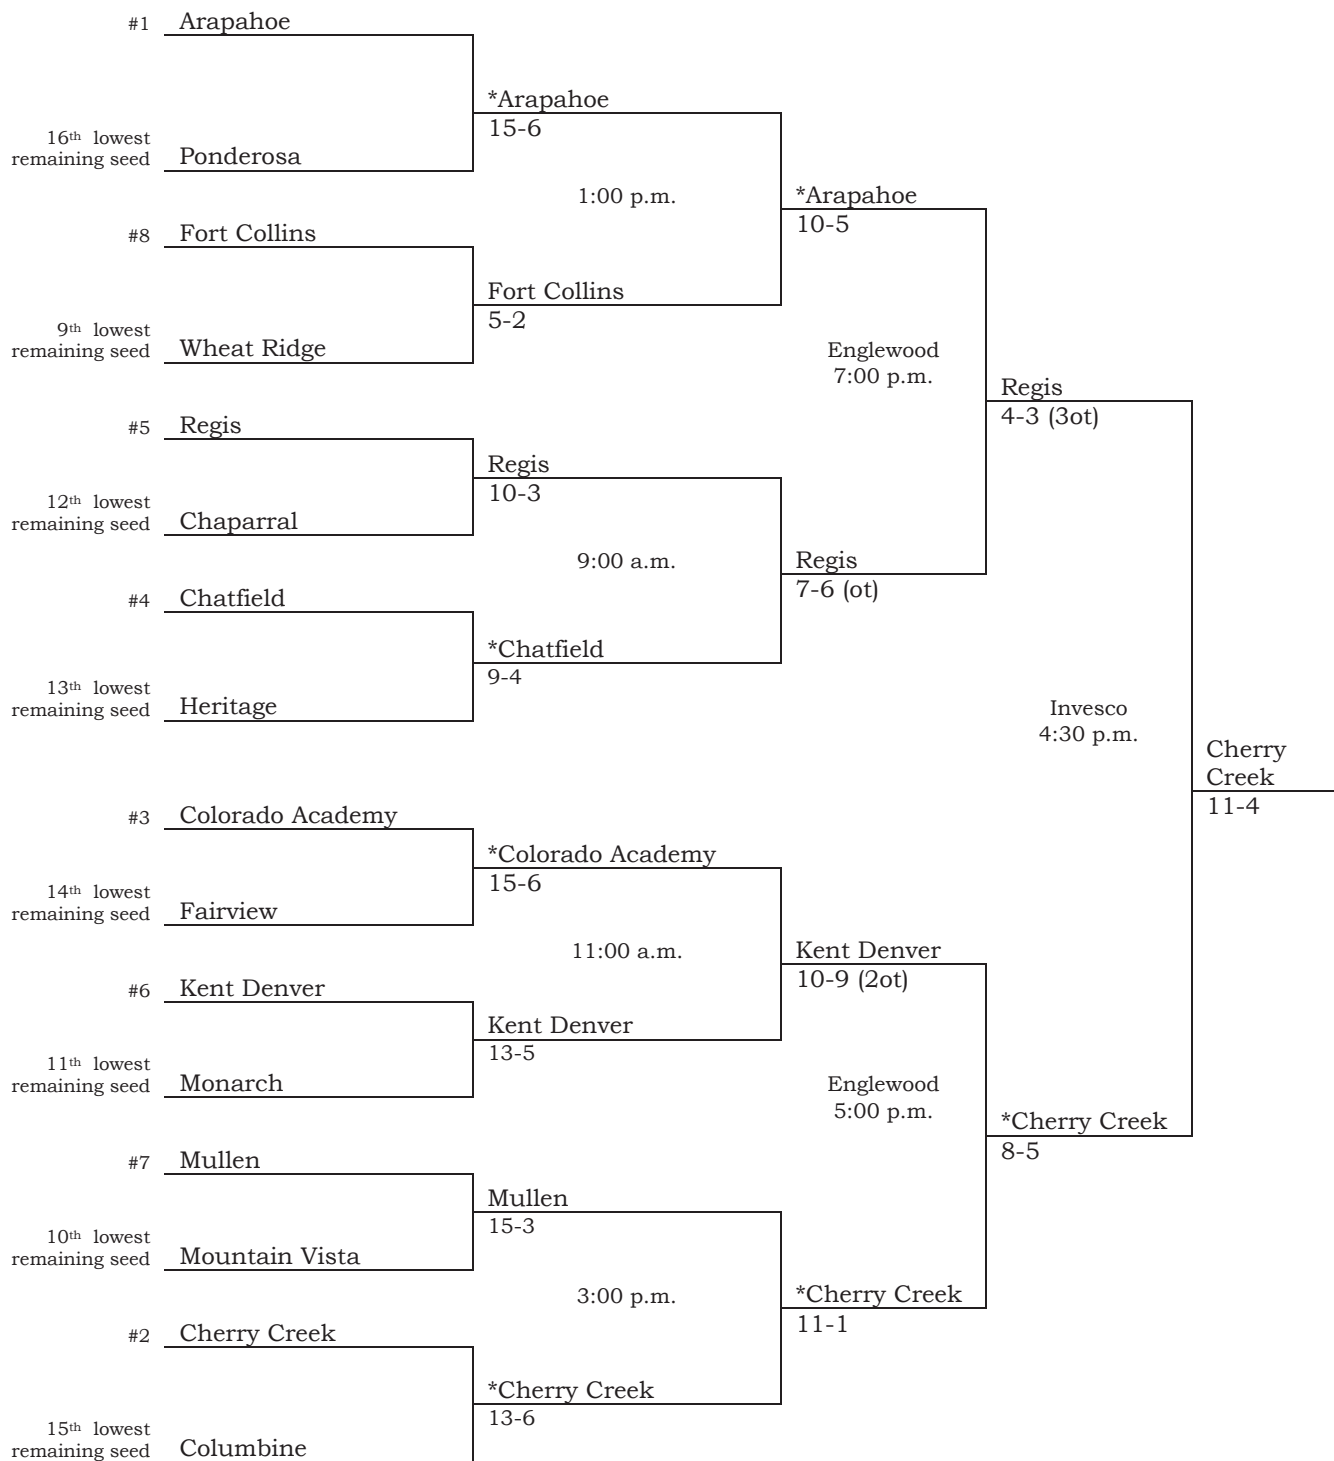 #1 Arapahoe
*Arapahoe
15-6
16th lowest
remaining seed Ponderosa
1:00 p.m.
*Arapahoe
10-5
#8 Fort Collins
Fort Collins
5-2
9th lowest
remaining seed Wheat Ridge
Englewood
7:00 p.m.
Regis
4-3 (3ot)
#5 Regis
Regis
10-3
12th lowest
remaining seed Chaparral
9:00 a.m.
Regis
7-6 (ot)
#4 Chatfield
*Chatfield
9-4
13th lowest
remaining seed Heritage
Invesco
4:30 p.m.
Cherry
Creek
11-4
#3 Colorado Academy
*Colorado Academy
15-6
14th lowest
remaining seed Fairview
11:00 a.m.
Kent Denver
10-9 (2ot)
#6 Kent Denver
Kent Denver
13-5
11th lowest
remaining seed Monarch
Englewood
5:00 p.m.
*Cherry Creek
8-5
#7 Mullen
Mullen
15-3
10th lowest
remaining seed Mountain Vista
3:00 p.m.
*Cherry Creek
11-1
#2 Cherry Creek
*Cherry Creek
13-6
15th lowest
remaining seed Columbine